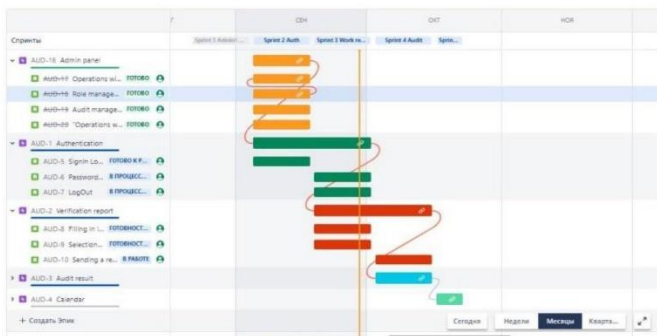 Г СЕН ОКТ НОЯ
Спринты Sprint 2 Auth Sprint 3 Work re... Sprint 4 Audit Sprin...
AUD-16 Admin panel
AUD-17 Operations wi... ГОТОВО
AUD-18 Role manage... ГОТОВО
AUD-19 Audit manage... ГОТОВО
AUD-20 "Operations w... ГОТОВО
AUD-1 Authentication
AUD-5 Signin Lo... ГОТОВО К Р...
AUD-6 Password... В ПРОЦЕСС...
AUD-7 LogOut В ПРОЦЕСС...
AUD-2 Verification report
AUD-8 Filling in i... ГОТОВНОСТ...
AUD-9 Selection... ГОТОВНОСТ...
AUD-10 Sending a re... В РАБОТЕ
AUD-3 Audit result
AUD-4 Calendar
+ Создать Эпик Сегодня Недели Месяцы Кварта...